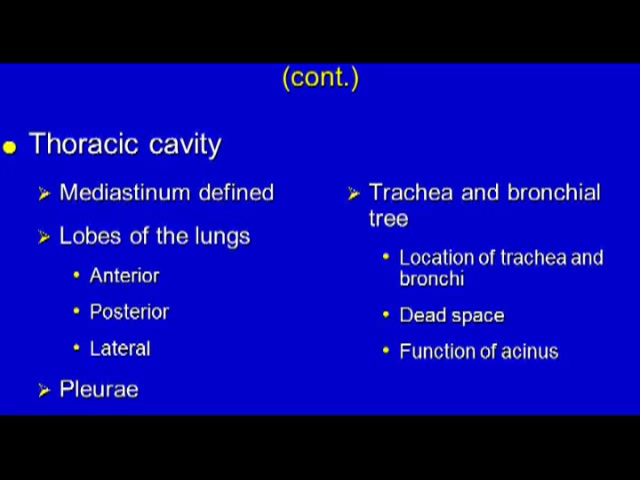 (cont.)
Thoracic cavity
Mediastinum defined
Lobes of the lungs
Anterior
Posterior
Lateral
Pleurae
Trachea and bronchial
tree
Location of trachea and
bronchi
Dead space
Function of acinus